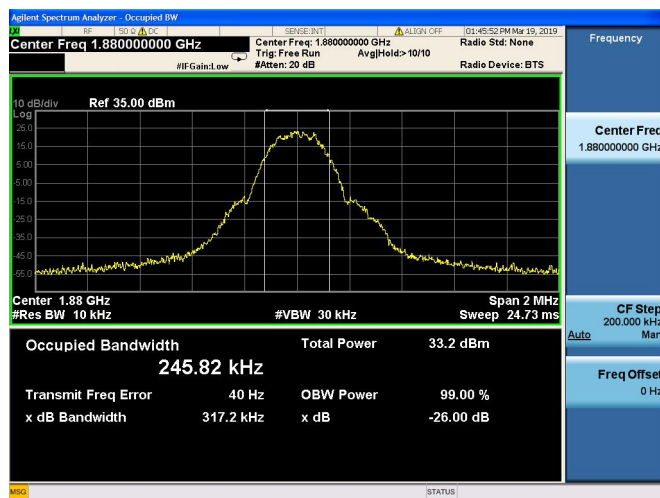 Agilent Spectrum Analyzer - Occupied BW
LXI RF 50 Ω DC SENSE:INT ALIGN OFF 01:45:52 PM Mar 19, 2019
Center Freq 1.880000000 GHz Center Freq: 1.880000000 GHz Radio Std: None Frequency
Trig: Free Run Avg|Hold:>10/10
#IFGain:Low #Atten: 20 dB Radio Device: BTS
10 dB/div Ref 35.00 dBm
Log
25.0
15.0
5.00
-5.00
-15.0
-25.0
-35.0
-45.0
-55.0
Center Freq
1.880000000 GHz
Center 1.88 GHz Span 2 MHz
#Res BW 10 kHz #VBW 30 kHz Sweep 24.73 ms
CF Step
200.000 kHz
Auto Man
Occupied Bandwidth Total Power 33.2 dBm
245.82 kHz
Transmit Freq Error 40 Hz OBW Power 99.00 %
x dB Bandwidth 317.2 kHz x dB -26.00 dB
Freq Offset
0 Hz
MSG STATUS